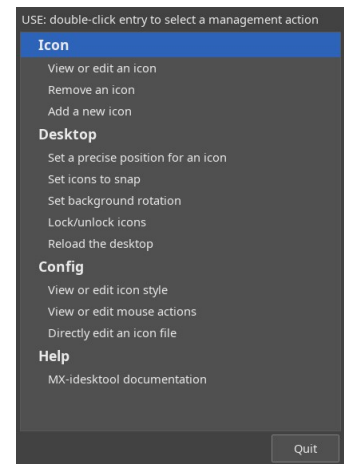 USE: double-click entry to select a management action
Icon
View or edit an icon
Remove an icon
Add a new icon
Desktop
Set a precise position for an icon
Set icons to snap
Set background rotation
Lock/unlock icons
Reload the desktop
Config
View or edit icon style
View or edit mouse actions
Directly edit an icon file
Help
MX-idesktool documentation
Quit